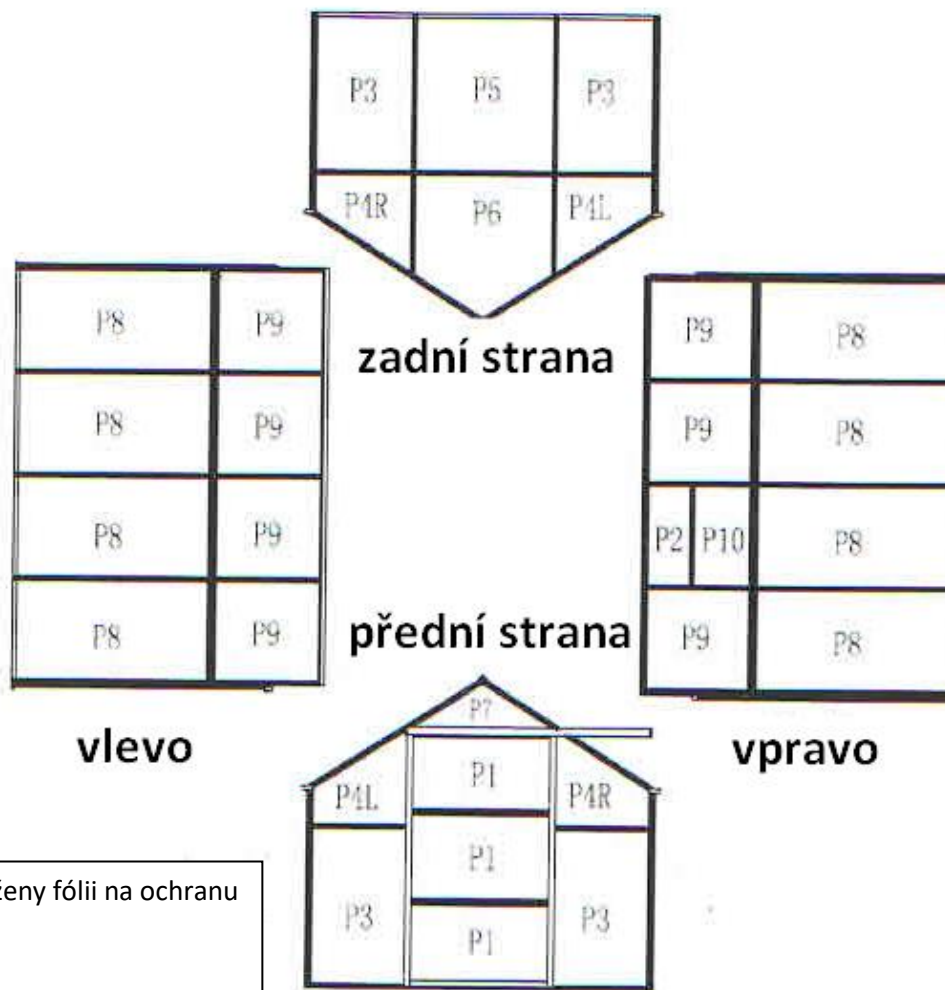 P3 P5 P3
P4R P6 P4L
zadní strana
P8 P9
P8 P9
P8 P9
P8 P9
vlevo
P9 P8
P9 P8
P2 P10 P8
P9 P8
vpravo
přední strana
P7
P4L P1 P4R
P1
P3 P3
P1
ženy fólii na ochranu